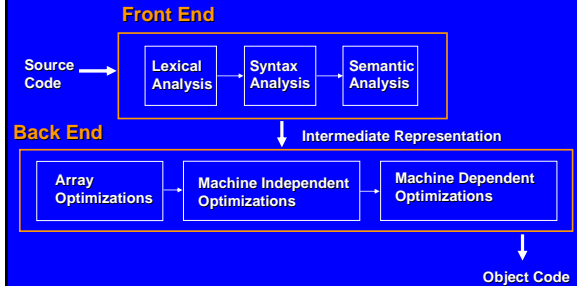 Front End
Source
Code
Lexical
Analysis
Syntax
Analysis
Semantic
Analysis
Back End
Intermediate Representation
Array
Optimizations
Machine Independent
Optimizations
Machine Dependent
Optimizations
Object Code